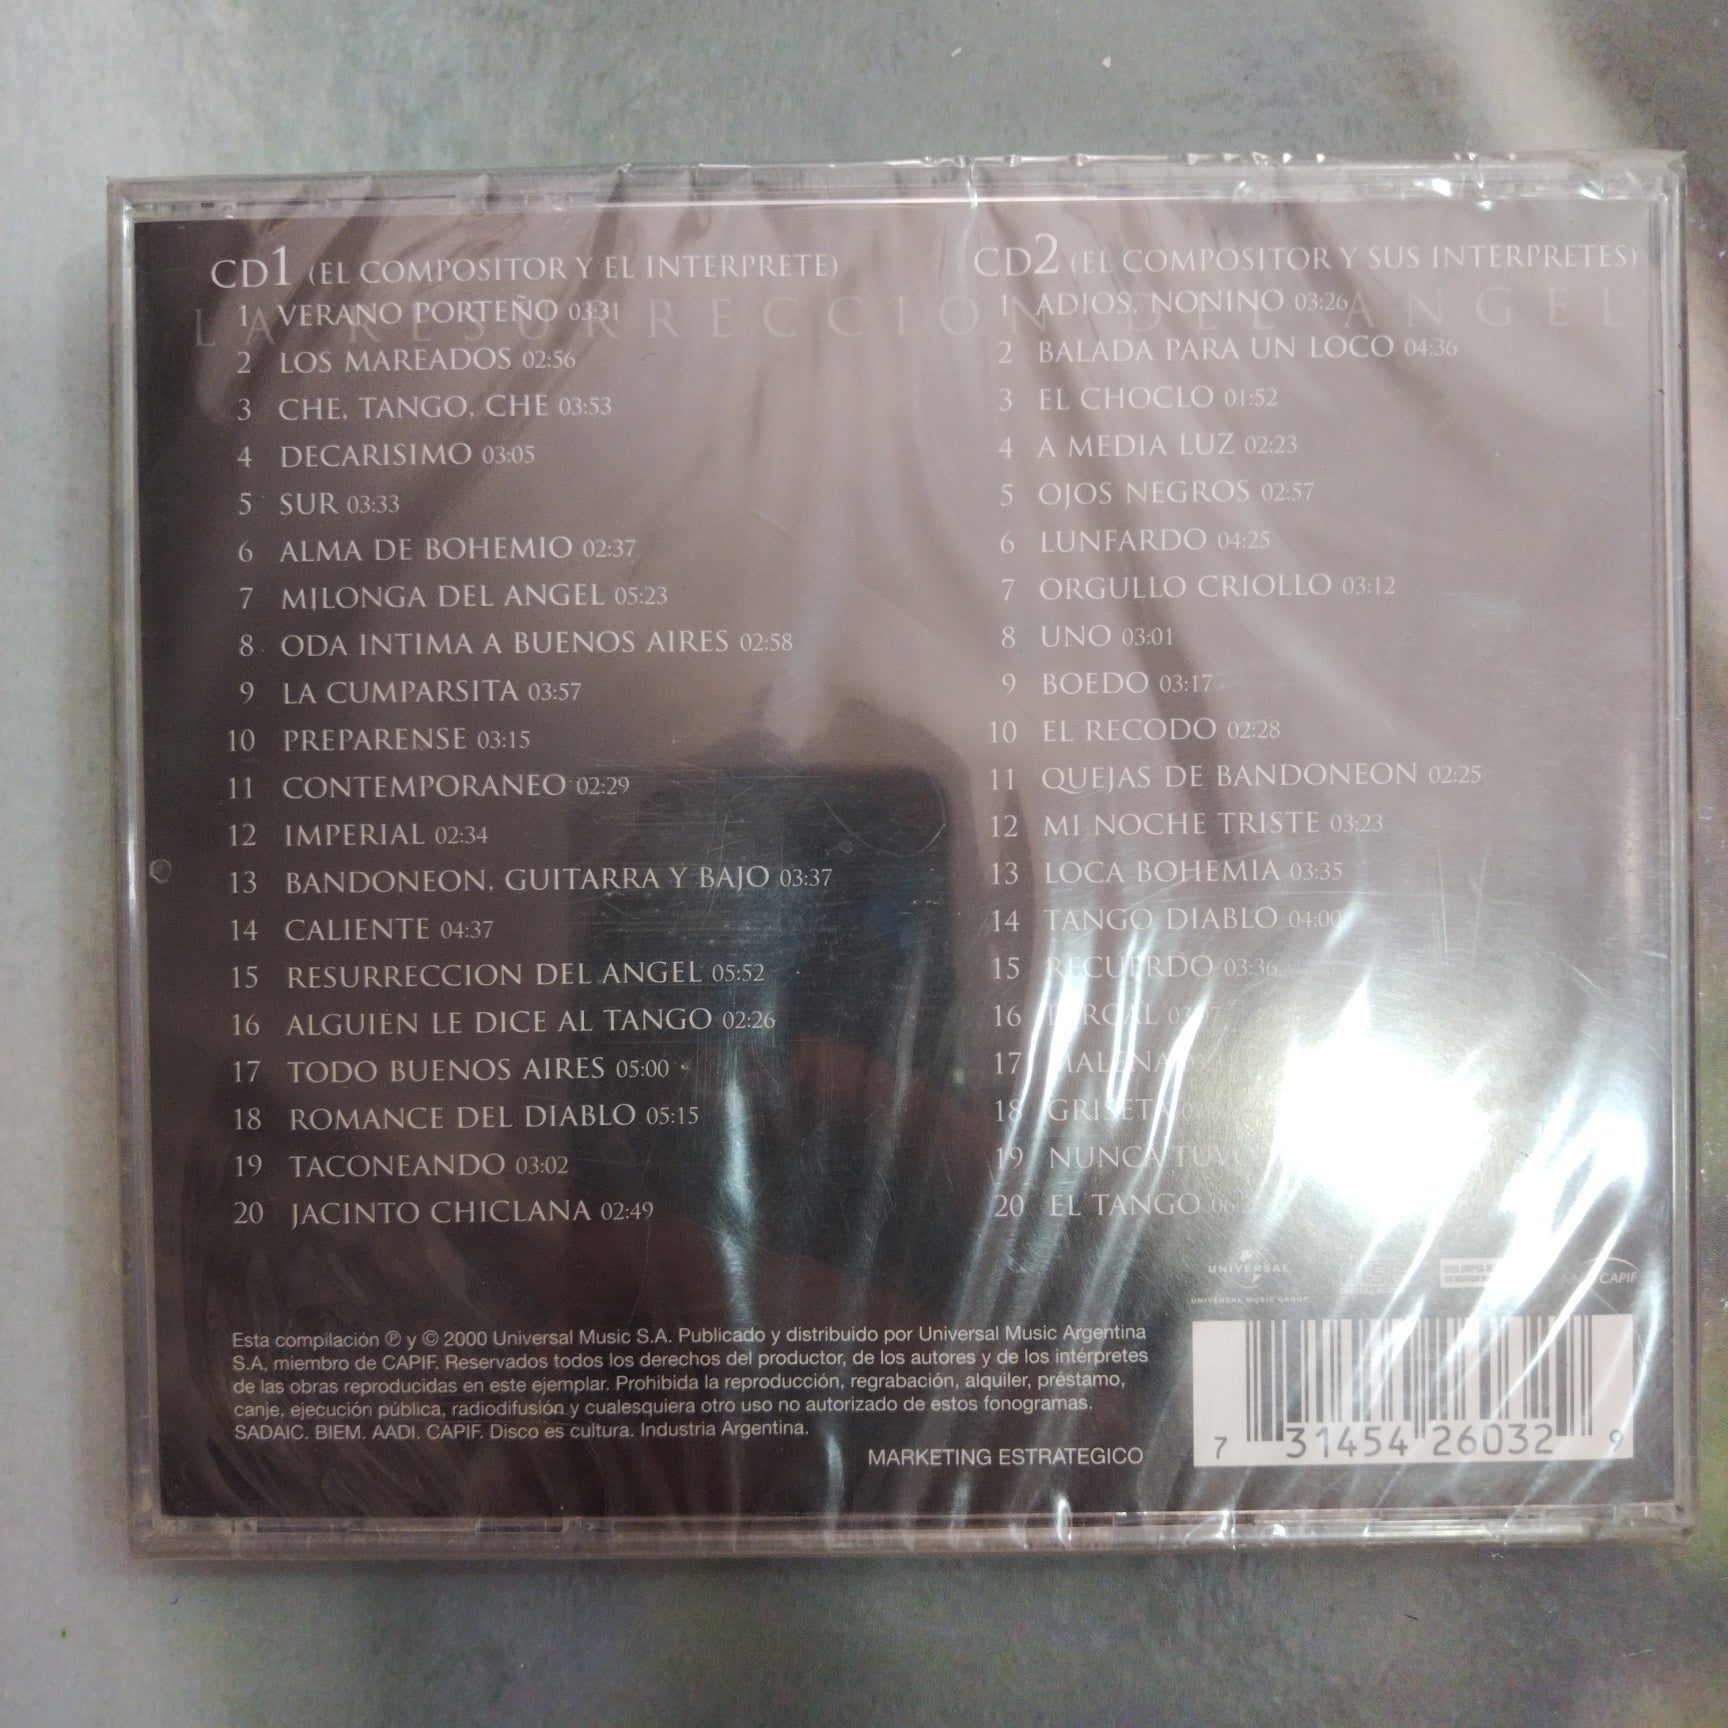 CD1 (EL COMPOSITOR Y EL INTERPRETE)
LA RESURRECCION DEL ANGEL
1 VERANO PORTEÑO 03:31
2 LOS MAREADOS 02:56
3 CHE, TANGO, CHE 03:53
4 DECARISIMO 03:05
5 SUR 03:33
6 ALMA DE BOHEMIO 02:37
7 MILONGA DEL ANGEL 05:23
8 ODA INTIMA A BUENOS AIRES 02:58
9 LA CUMPARSITA 03:57
10 PREPARENSE 03:15
11 CONTEMPORANEO 02:29
12 IMPERIAL 02:34
13 BANDONEON, GUITARRA Y BAJO 03:37
14 CALIENTE 04:37
15 RESURRECCION DEL ANGEL 05:52
16 ALGUIEN LE DICE AL TANGO 02:26
17 TODO BUENOS AIRES 05:00
18 ROMANCE DEL DIABLO 05:15
19 TACONEANDO 03:02
20 JACINTO CHICLANA 02:49
CD2 (EL COMPOSITOR Y SUS INTERPRETES)
1 ADIOS, NONINO 03:26
2 BALADA PARA UN LOCO 04:36
3 EL CHOCLO 01:52
4 A MEDIA LUZ 02:23
5 OJOS NEGROS 02:57
6 LUNFARDO 04:25
7 ORGULLO CRIOLLO 03:12
8 UNO 03:01
9 BOEDO 03:17
10 EL RECODO 02:28
11 QUEJAS DE BANDONEON 02:25
12 MI NOCHE TRISTE 03:23
13 LOCA BOHEMIA 03:35
14 TANGO DIABLO 04:00
15 RECUERDO 03:36
16
17 MALENA
18 GRISETA
19 NUNCA
20 EL TANGO
UNIVERSAL
UNIVERSAL MUSIC GROUP
CAPIF
Esta compilación ℗ y © 2000 Universal Music S.A. Publicado y distribuido por Universal Music Argentina
S.A, miembro de CAPIF. Reservados todos los derechos del productor, de los autores y de los intérpretes
de las obras reproducidas en este ejemplar. Prohibida la reproducción, regrabación, alquiler, préstamo,
canje, ejecución pública, radiodifusión y cualesquiera otro uso no autorizado de estos fonogramas.
SADAIC. BIEM. AADI. CAPIF. Disco es cultura. Industria Argentina.
MARKETING ESTRATEGICO
7 31454 26032 9